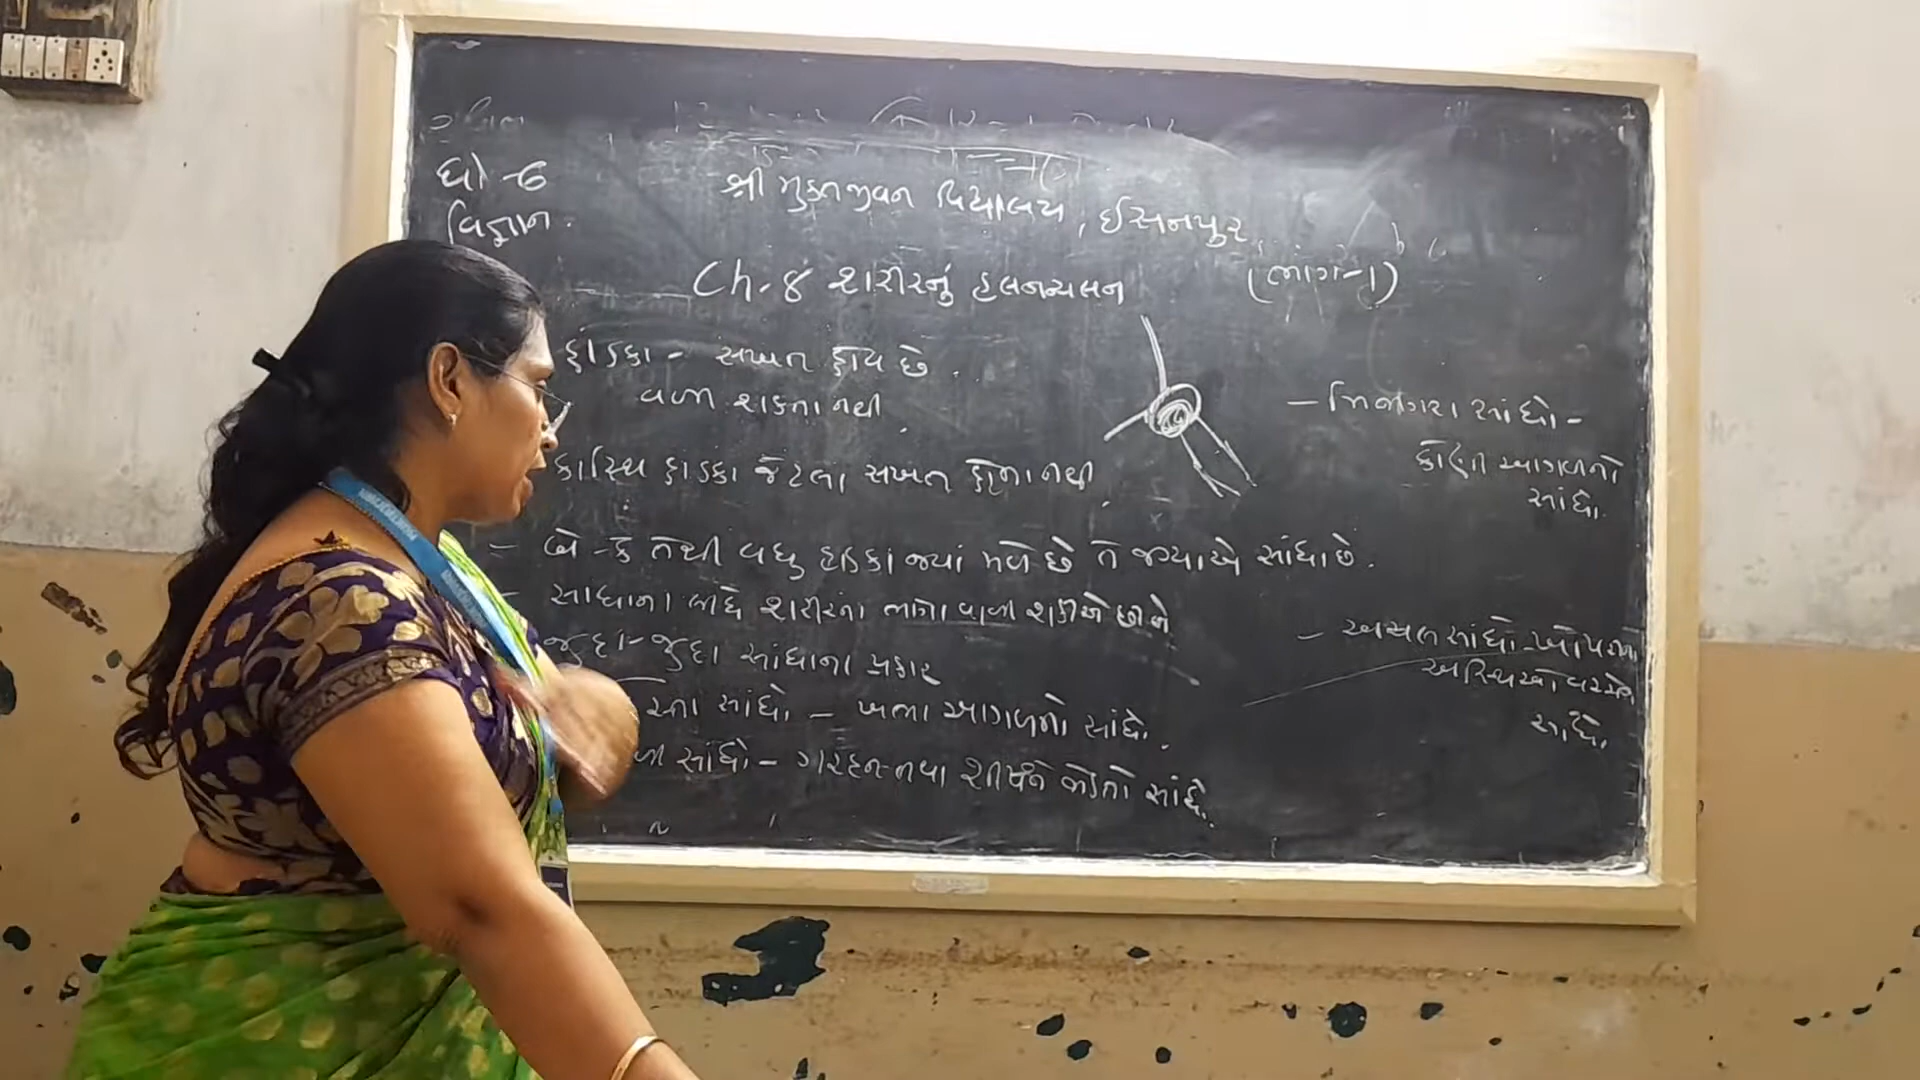 ધો-6
વિજ્ઞાન.
શ્રી મુક્તજીવન વિદ્યાલય, ઈસનપુર
Ch.8 શરીરનું હલનચલન (ભાગ-1)
હાડકા - સખત હોય છે.
વળી શકતા નથી.
કાસ્થિ હાડકા જેટલા સખત હોતા નથી.
- બે-કે તેથી વધુ હાડકા જ્યાં મળે છે તે જગ્યાએ સાંધા છે.
- સાંધાના લીધે શરીરના ભાગો વાળી શકીએ છીએ
જુદા-જુદા સાંધાના પ્રકાર
સાંધો - ખભા આગળનો સાંધો.
સાંધો - ગરદન તથા શીર્ષને જોડતો સાંધો.
- મિજાગરા સાંધો -
કોણી આગળનો
સાંધો.
- અચલ સાંધો - ખોપરીના
અસ્થિઓ વચ્ચેના
સાંધો.